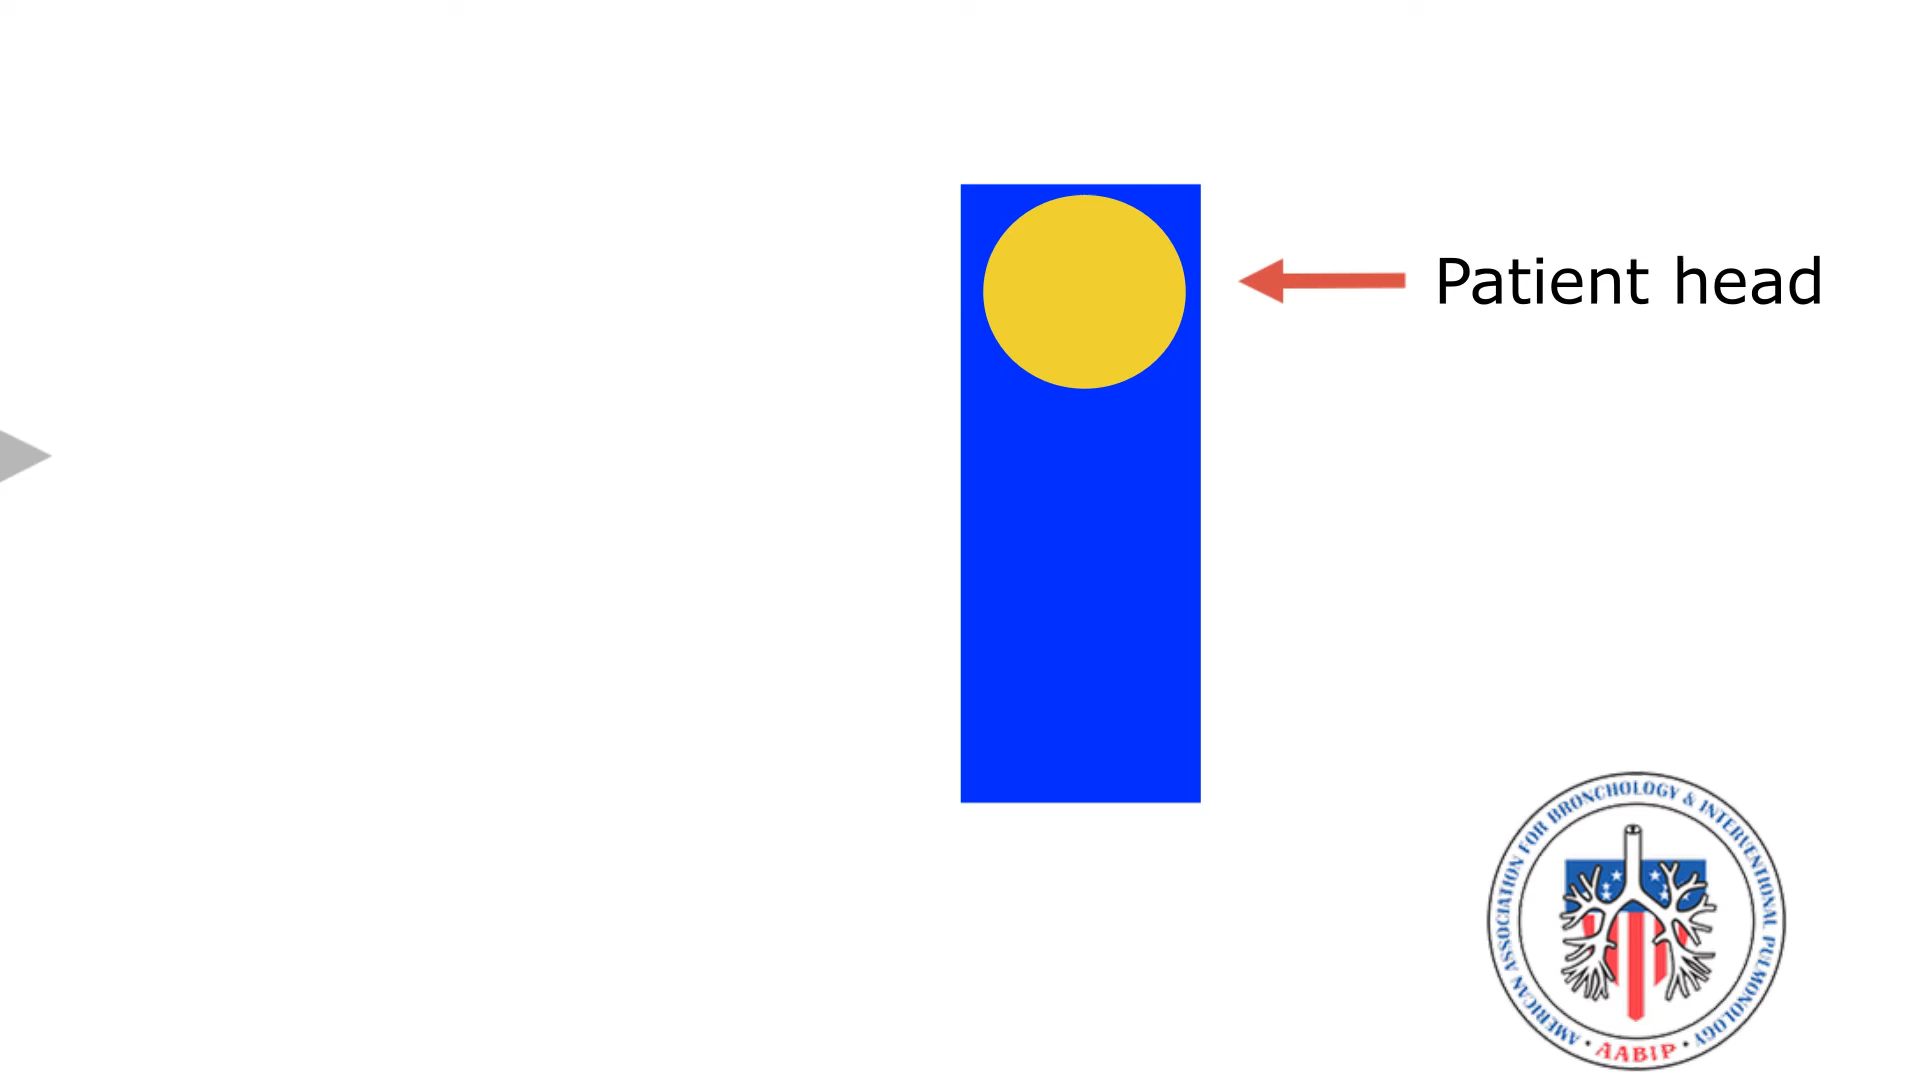 Patient head
AMERICAN ASSOCIATION FOR BRONCHOLOGY & INTERVENTIONAL PULMONOLOGY
• AABIP •